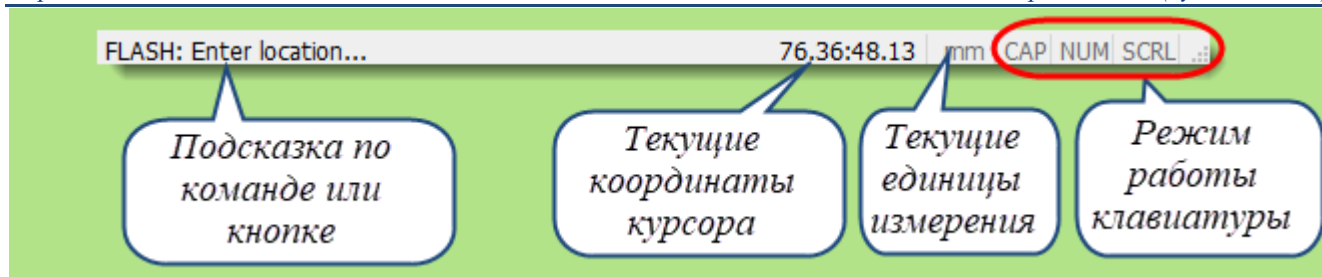 FLASH: Enter location... 76.36:48.13 mm CAP NUM SCRL
Подсказка по
команде или
кнопке
Текущие
координаты
курсора
Текущие
единицы
измерения
Режим
работы
клавиатуры